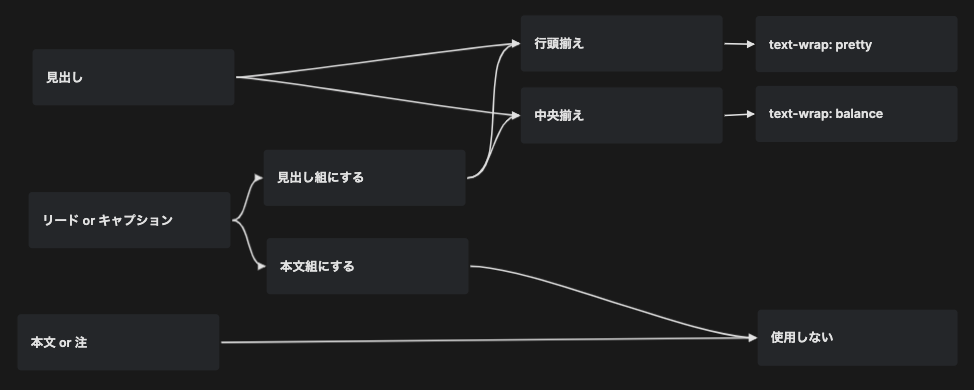 見出し
行頭揃え
text-wrap: pretty
中央揃え
text-wrap: balance
リード or キャプション
見出し組にする
本文組にする
本文 or 注
使用しない